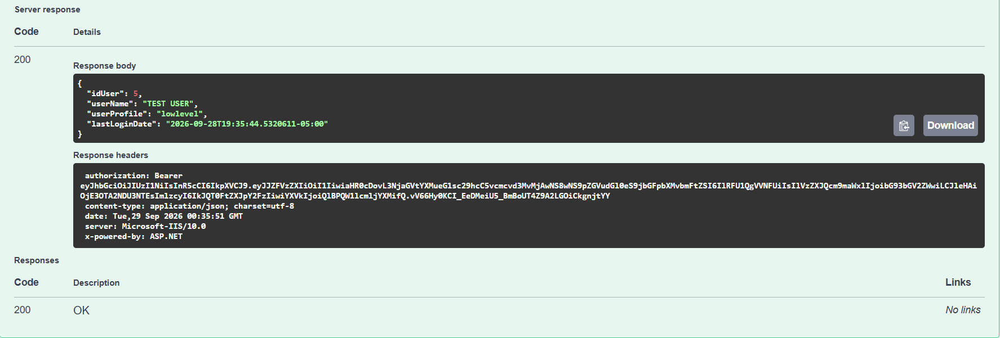 Server response
Code Details
200
Response body
{
"idUser": 5,
"userName": "TEST USER",
"userProfile": "lowlevel",
"lastLoginDate": "2026-09-28T19:35:44.5320611-05:00"
}
Download
Response headers
authorization: Bearer
content-type: application/json; charset=utf-8
date: Tue,29 Sep 2026 00:35:51 GMT
server: Microsoft-IIS/10.0
x-powered-by: ASP.NET
Responses
Code Description Links
200 OK No links